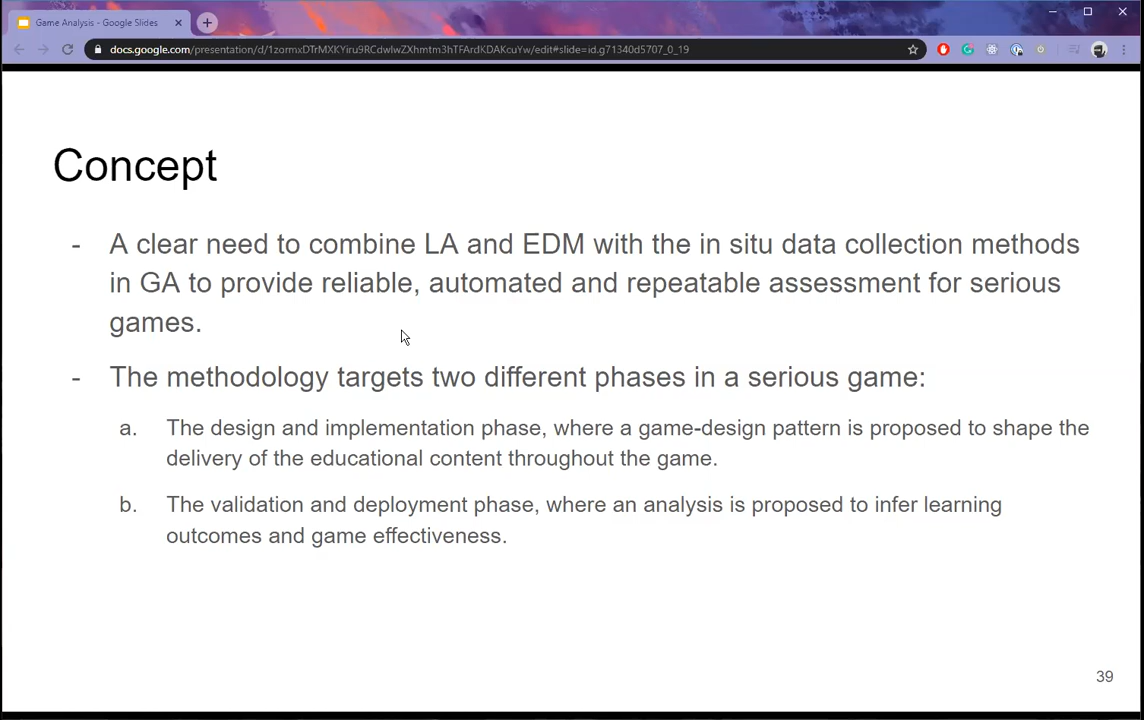 Game Analysis - Google Slides
docs.google.com/presentation/d/1zormxDTrMXKYiru9RCdwlwZXhmtm3hTFArdKDAKcuYw/edit#slide=id.g71340d5707_0_19
Concept
- A clear need to combine LA and EDM with the in situ data collection methods
in GA to provide reliable, automated and repeatable assessment for serious
games.
- The methodology targets two different phases in a serious game:
a. The design and implementation phase, where a game-design pattern is proposed to shape the
delivery of the educational content throughout the game.
b. The validation and deployment phase, where an analysis is proposed to infer learning
outcomes and game effectiveness.
39